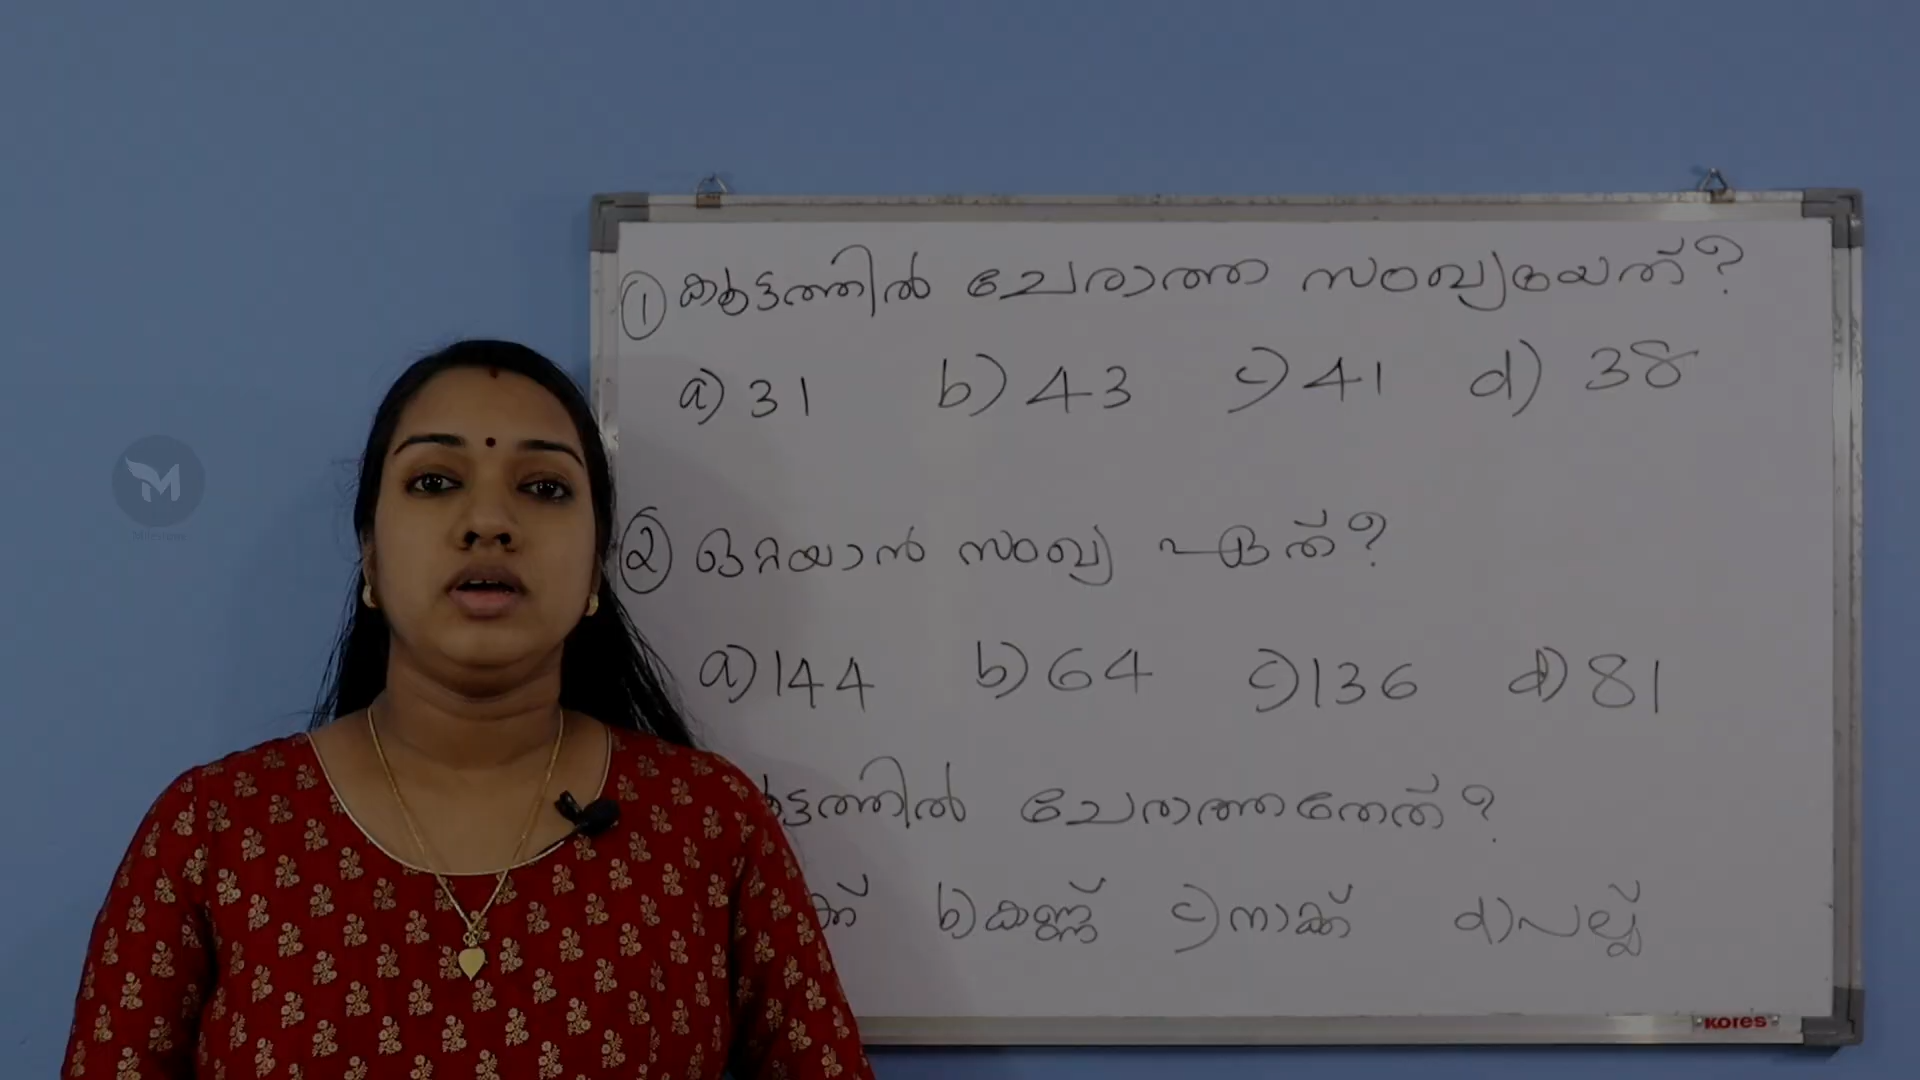 ① കൂട്ടത്തിൽ ചേരാത്ത സംഖ്യയേത്?
a) 31 b) 43 c) 41 d) 38
② ഒറ്റയാൻ സംഖ്യ ഏത്?
a) 144 b) 64 c) 136 d) 81
ട്ടത്തിൽ ചേരാത്തതേത്?
ക്ക് b) കണ്ണ് c) നാക്ക് d) പല്ല്
KORES
M
Milestone